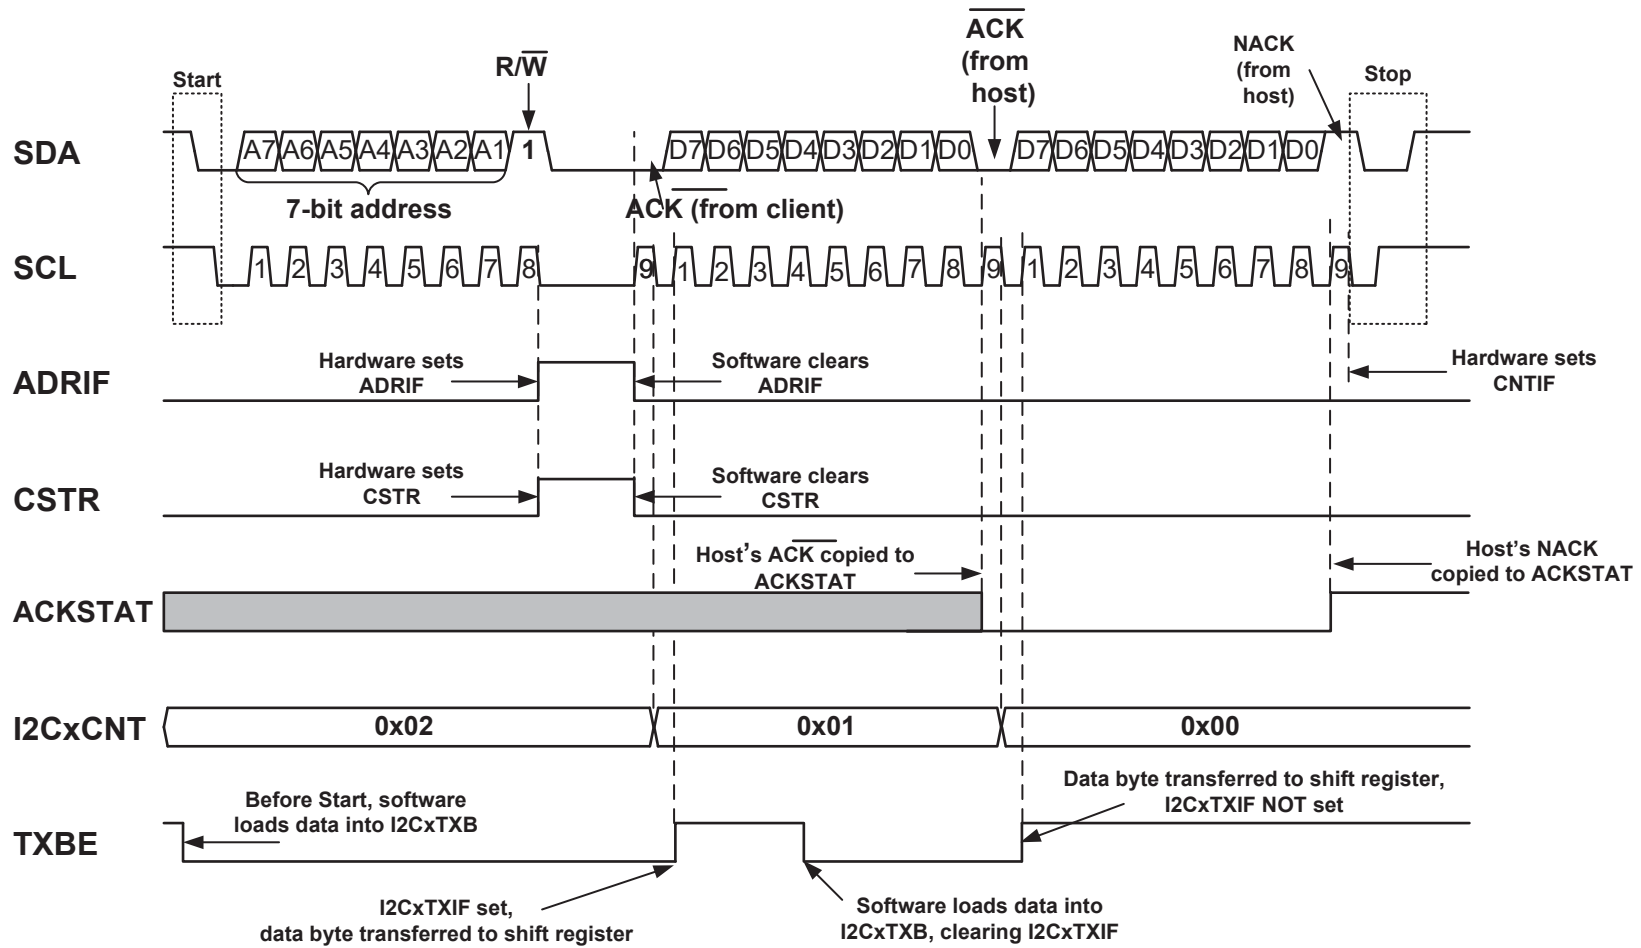 ACK
(from
host)
NACK
(from
host)
Start
R/W
Stop
SDA
A7 A6 A5 A4 A3 A2 A1 1 D7 D6 D5 D4 D3 D2 D1 D0 D7 D6 D5 D4 D3 D2 D1 D0
7-bit address
ACK (from client)
SCL
1 2 3 4 5 6 7 8 9 1 2 3 4 5 6 7 8 9 1 2 3 4 5 6 7 8 9
ADRIF
Hardware sets
ADRIF
Software clears
ADRIF
Hardware sets
CNTIF
CSTR
Hardware sets
CSTR
Software clears
CSTR
Host's ACK copied to
ACKSTAT
Host's NACK
copied to ACKSTAT
ACKSTAT
I2CxCNT
0x02 0x01 0x00
TXBE
Before Start, software
loads data into I2CxTXB
Data byte transferred to shift register,
I2CxTXIF NOT set
I2CxTXIF set,
data byte transferred to shift register
Software loads data into
I2CxTXB, clearing I2CxTXIF